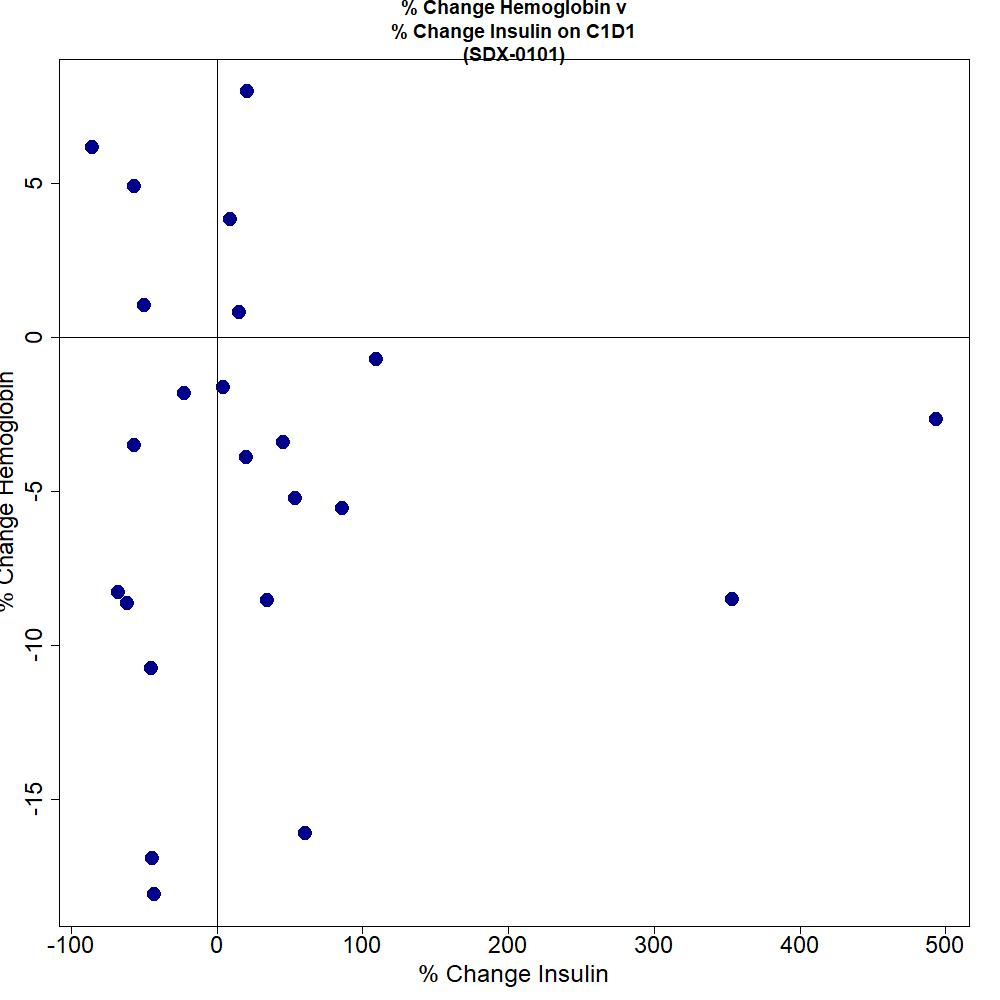 % Change Hemoglobin v
% Change Insulin on C1D1
(SDX-0101)
5
0
-5
-10
-15
% Change Hemoglobin
-100
0
100
200
300
400
500
% Change Insulin